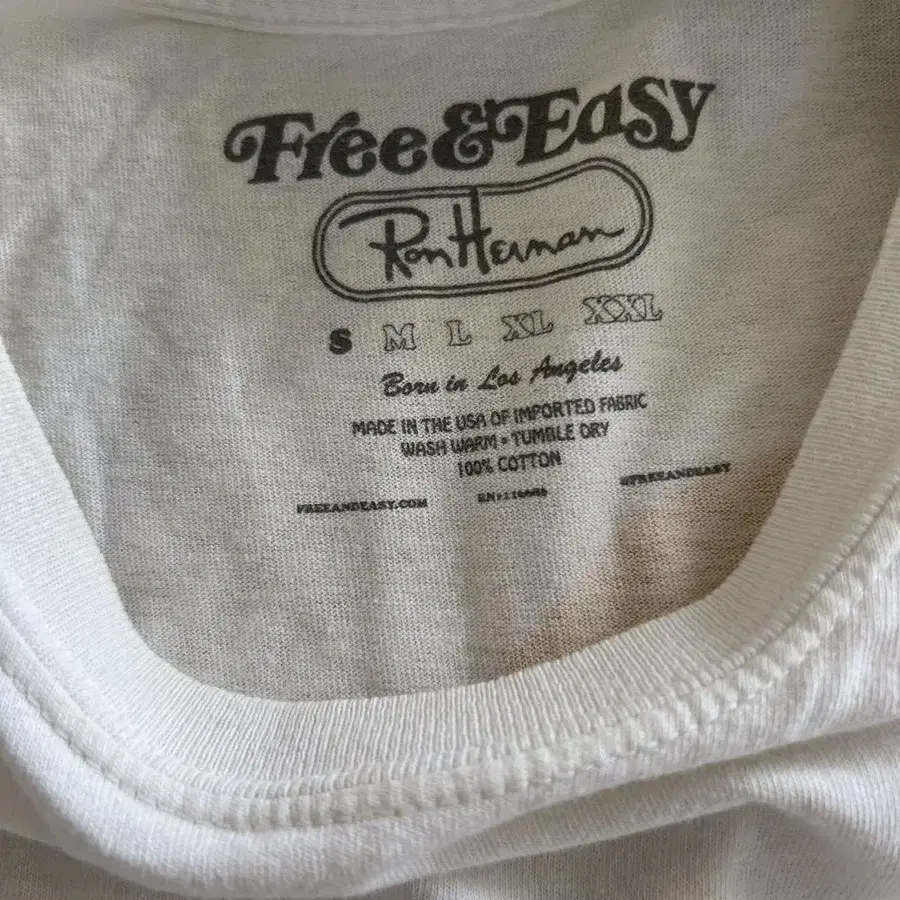 Free&Easy
Ron Herman
S M L XL XXL
Born in Los Angeles
MADE IN THE USA OF IMPORTED FABRIC
WASH WARM • TUMBLE DRY
100% COTTON
FREEANDEASY.COM
@FREEANDEASY